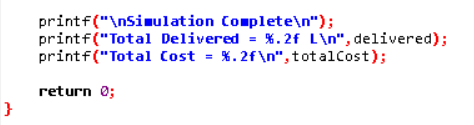 printf("\nSimulation Complete\n");
printf("Total Delivered = %.2f L\n",delivered);
printf("Total Cost = %.2f\n",totalCost);
return 0;
}